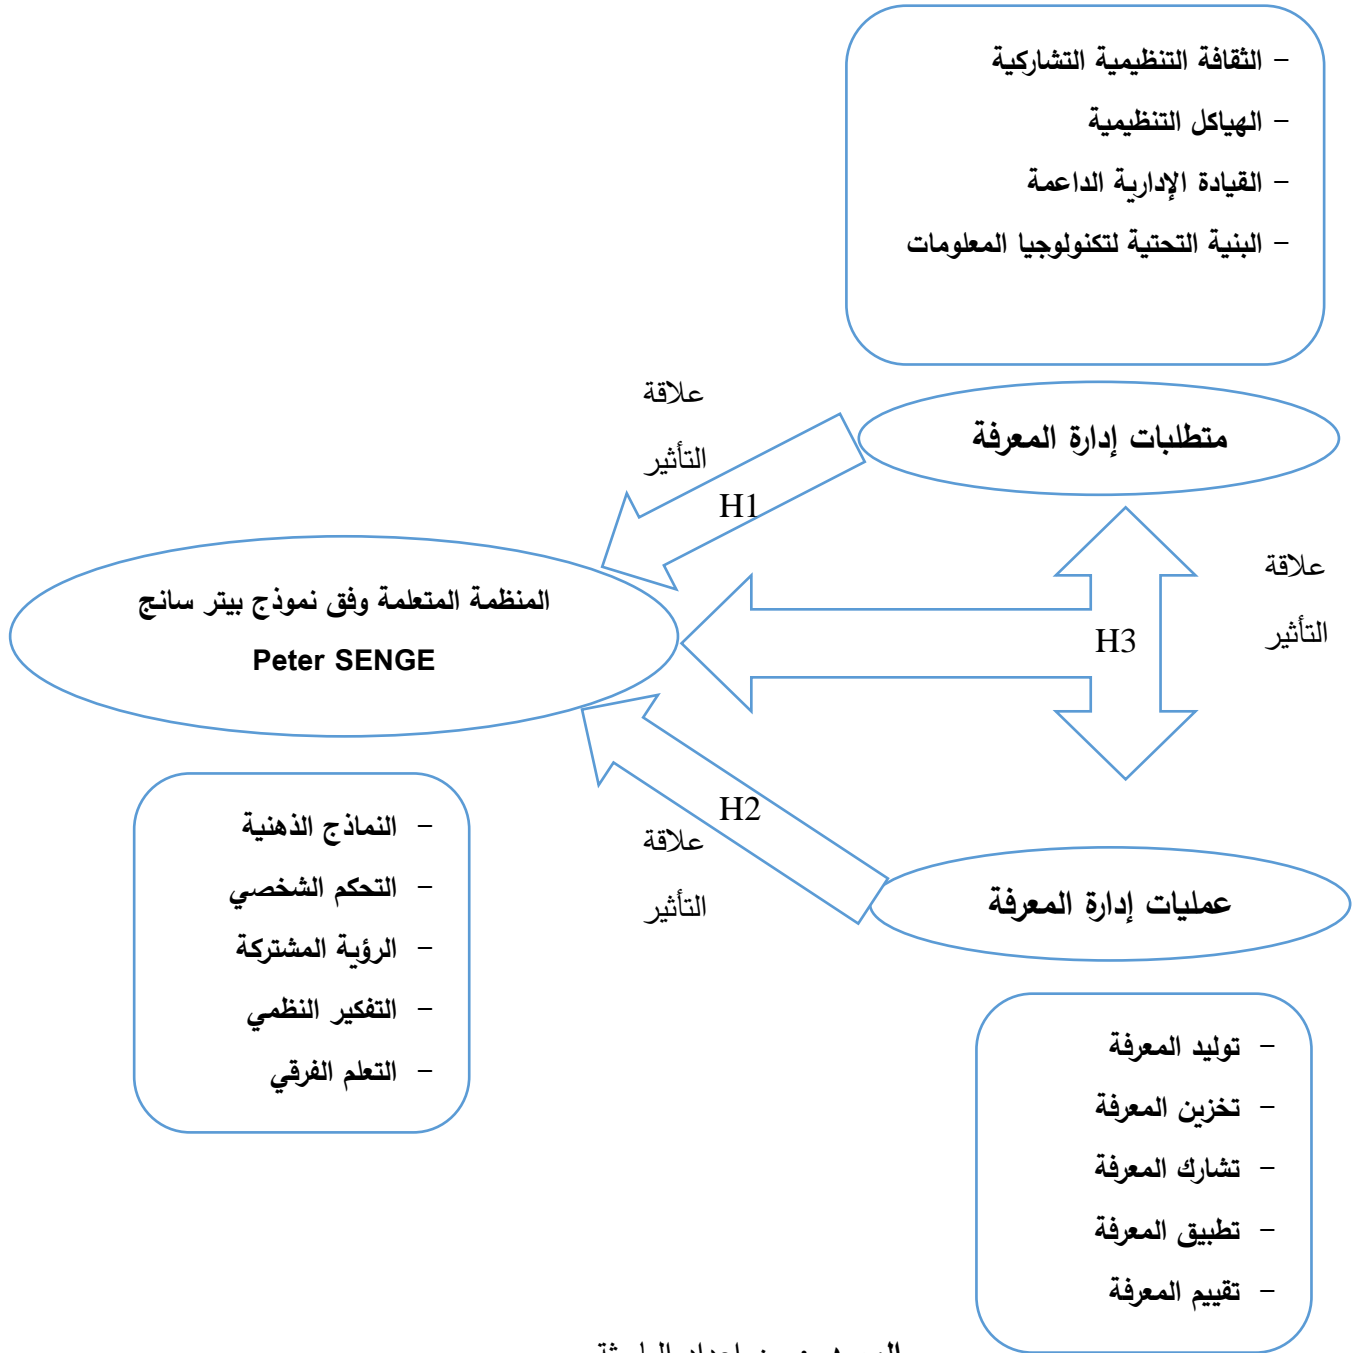 - الثقافة التنظيمية التشاركية
- الهياكل التنظيمية
- القيادة الإدارية الداعمة
- البنية التحتية لتكنولوجيا المعلومات
متطلبات إدارة المعرفة
علاقة
التأثير
H1
المنظمة المتعلمة وفق نموذج بيتر سانج
Peter SENGE
علاقة
التأثير
H3
H2
علاقة
التأثير
عمليات إدارة المعرفة
- النماذج الذهنية
- التحكم الشخصي
- الرؤية المشتركة
- التفكير النظمي
- التعلم الفرقي
- توليد المعرفة
- تخزين المعرفة
- تشارك المعرفة
- تطبيق المعرفة
- تقييم المعرفة